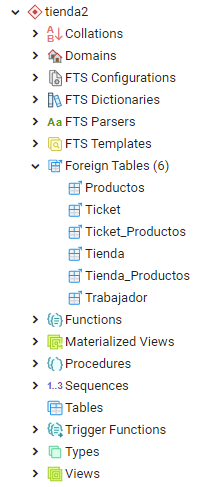 tienda2
A
B
Collations
Domains
FTS Configurations
FTS Dictionaries
Aa FTS Parsers
FTS Templates
Foreign Tables (6)
Productos
Ticket
Ticket_Productos
Tienda
Tienda_Productos
Trabajador
Functions
Materialized Views
Procedures
1..3 Sequences
Tables
Trigger Functions
Types
Views